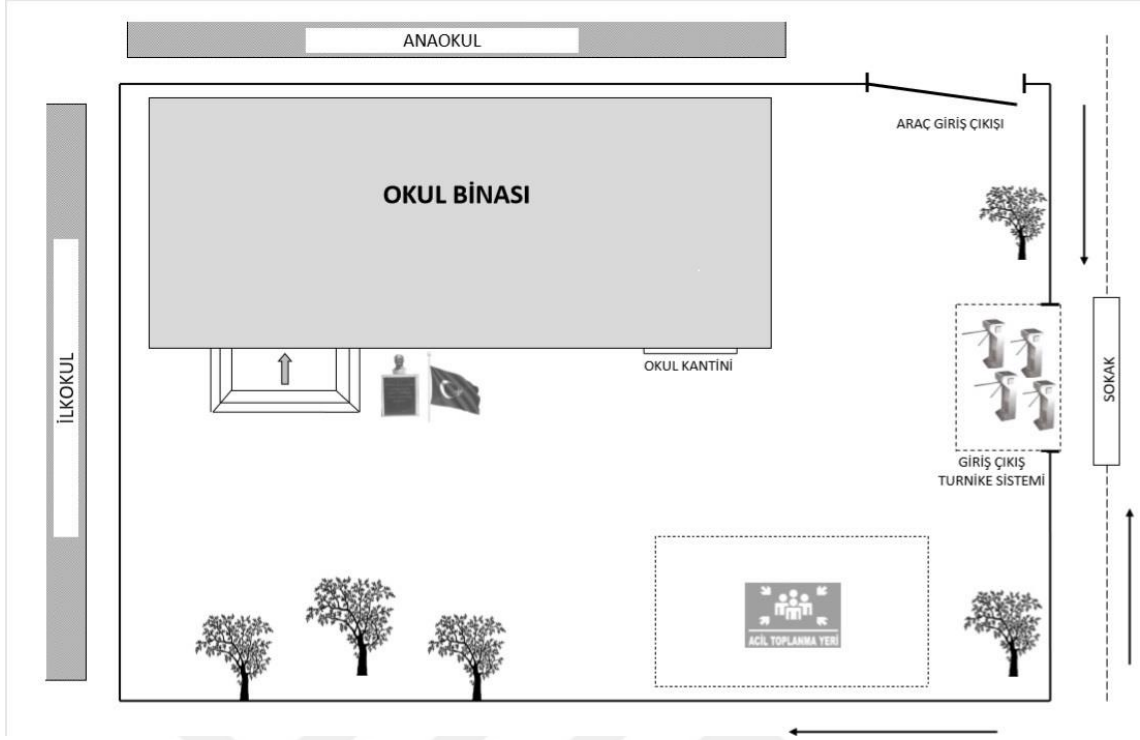 ANAOKUL
ARAÇ GİRİŞ ÇIKIŞI
OKUL BİNASI
OKUL KANTİNİ
İLKOKUL
SOKAK
GİRİŞ ÇIKIŞ
TURNİKE SİSTEMİ
ACİL TOPLANMA YERİ